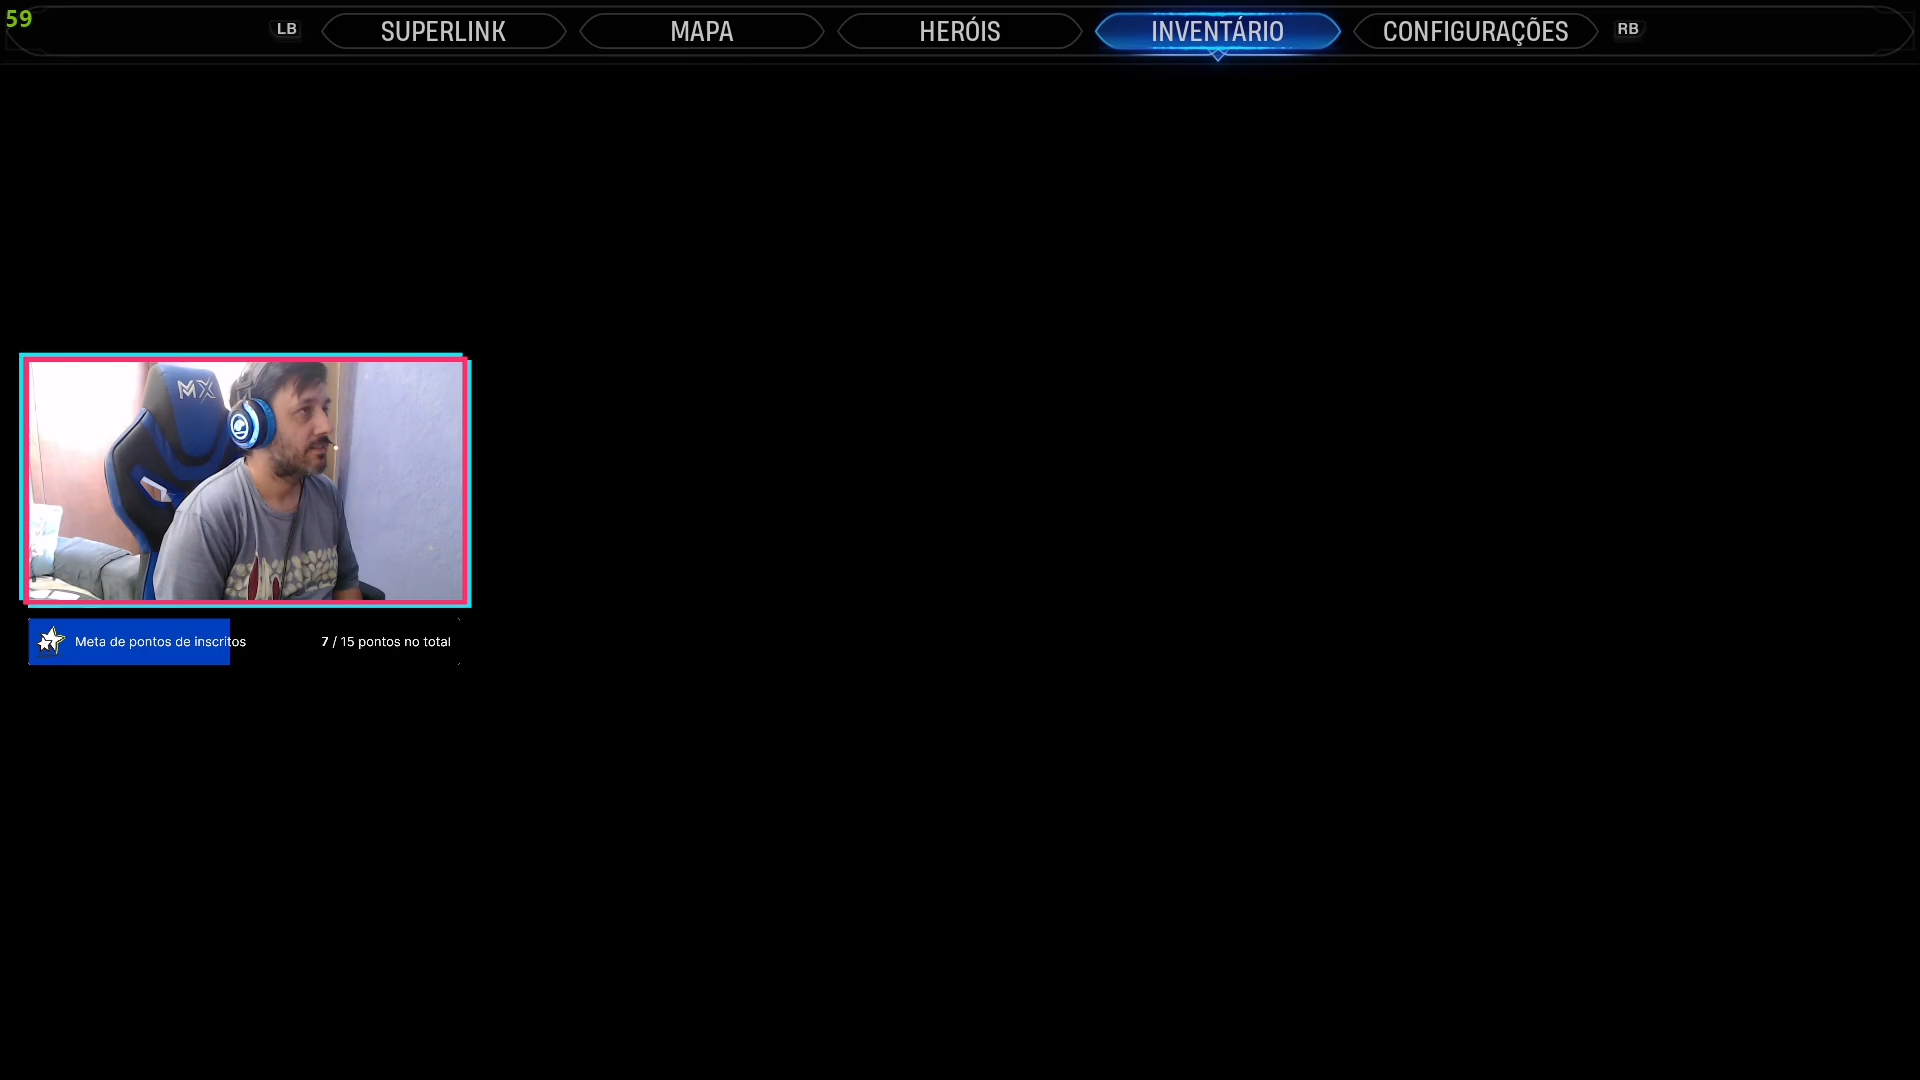 59
LB SUPERLINK MAPA HERÓIS INVENTÁRIO CONFIGURAÇÕES RB
MX
Meta de pontos de inscritos 7 / 15 pontos no total